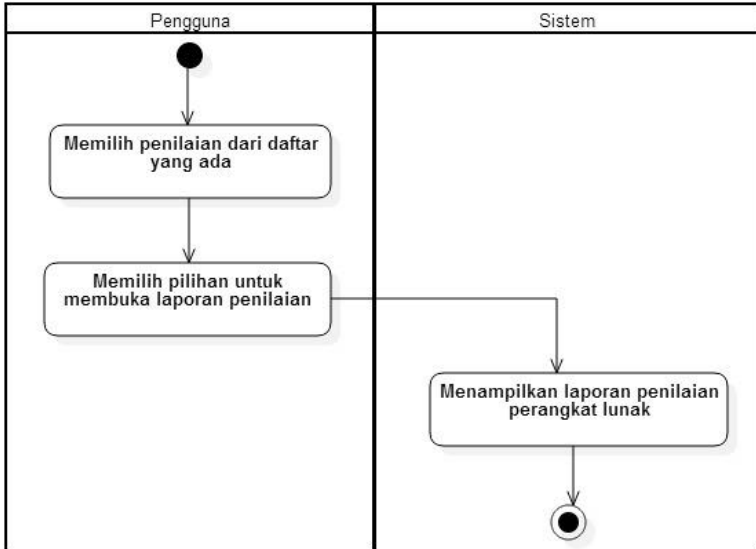 Pengguna
Sistem
Memilih penilaian dari daftar
yang ada
Memilih pilihan untuk
membuka laporan penilaian
Menampilkan laporan penilaian
perangkat lunak